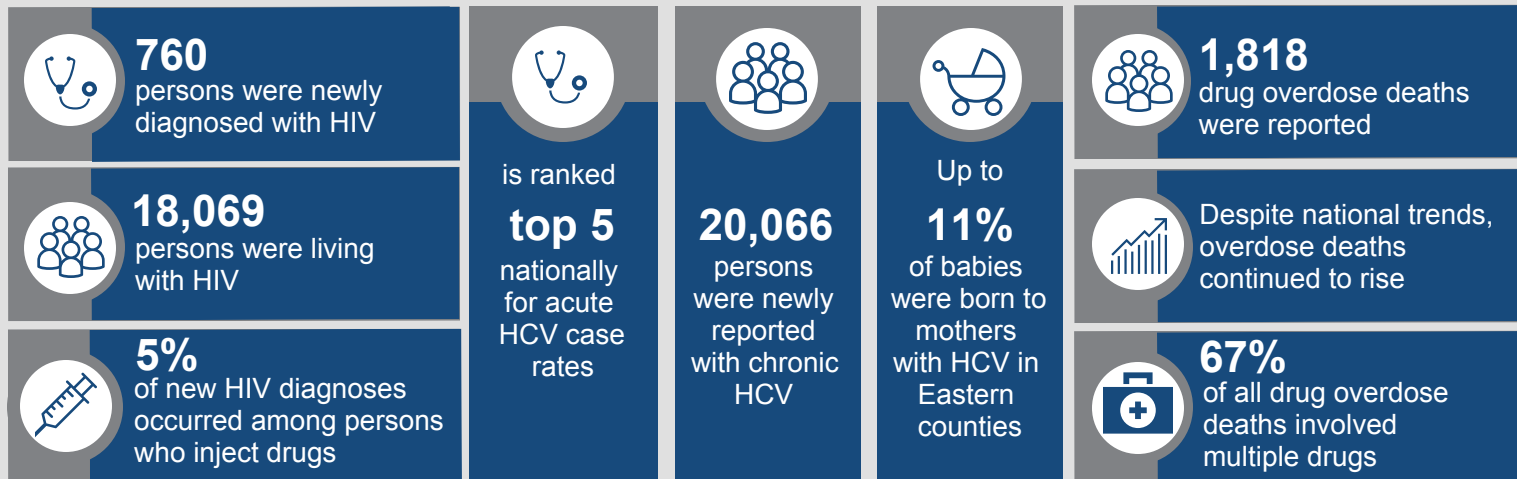 760
persons were newly
diagnosed with HIV
18,069
persons were living
with HIV
5%
of new HIV diagnoses
occurred among persons
who inject drugs
is ranked
top 5
nationally
for acute
HCV case
rates
20,066
persons
were newly
reported
with chronic
HCV
Up to
11%
of babies
were born to
mothers
with HCV in
Eastern
counties
1,818
drug overdose deaths
were reported
Despite national trends,
overdose deaths
continued to rise
67%
of all drug overdose
deaths involved
multiple drugs